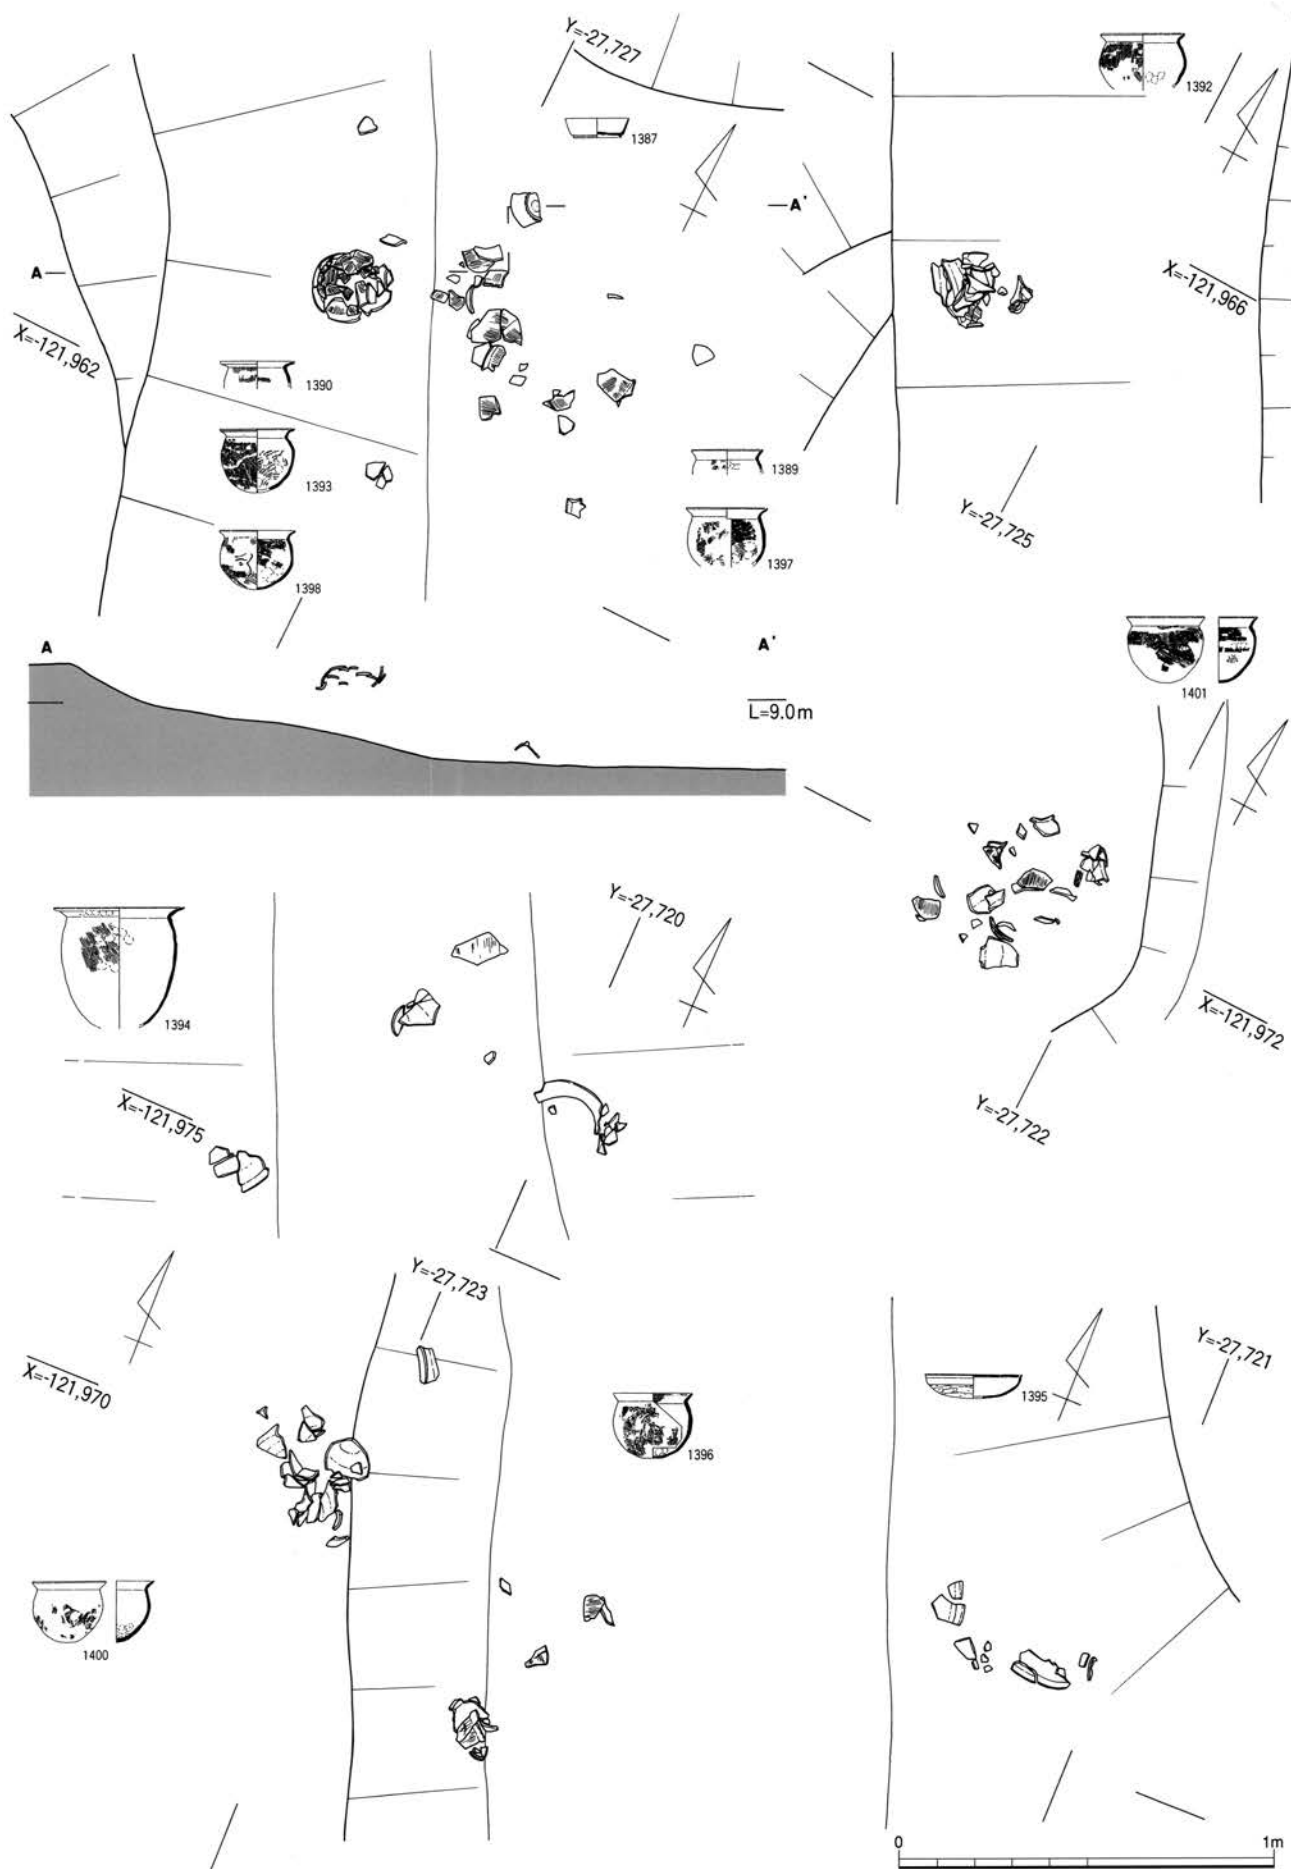 Y=-27,727
1392
1387
A
A'
X=-121,962
X=-121,966
1390
1389
1393
Y=-27,725
1397
1398
A
A'
L=9.0m
1401
Y=-27,720
1394
X=-121,972
X=-121,975
Y=-27,722
Y=-27,723
Y=-27,721
X=-121,970
1395
1396
1400
0
1m